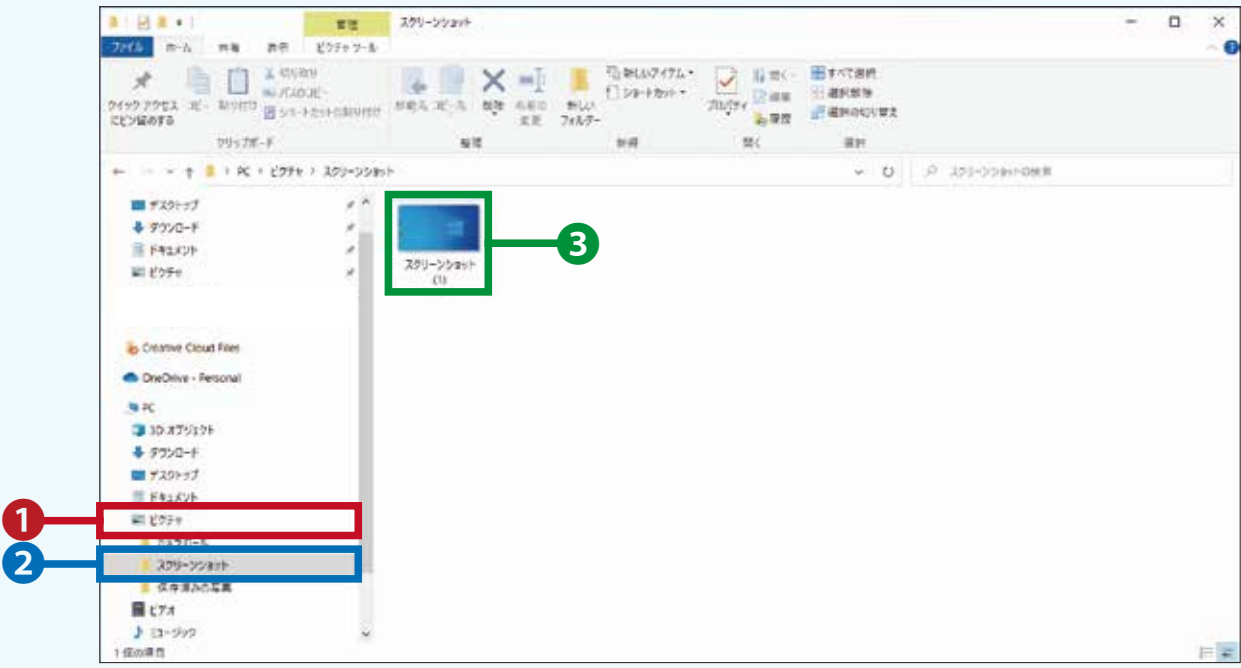 管理
スクリーンショット
ファイル
ホーム
共有
表示
ピクチャ ツール
クイック アクセス
にピン留めする
コピー
貼り付け
切り取り
パスのコピー
ショートカットの貼り付け
クリップボード
移動先
コピー先
削除
名前の
変更
整理
新しい
フォルダー
新しいアイテム
ショートカット
新規
プロパティ
開く
編集
履歴
開く
すべて選択
選択解除
選択の切り替え
選択
PC › ピクチャ › スクリーンショット
スクリーンショットの検索
デスクトップ
ダウンロード
ドキュメント
ピクチャ
スクリーンショット
(1)
3
Creative Cloud Files
OneDrive - Personal
PC
3D オブジェクト
ダウンロード
デスクトップ
ドキュメント
1
ピクチャ
カメラロール
2
スクリーンショット
保存済みの写真
ビデオ
ミュージック
1 個の項目